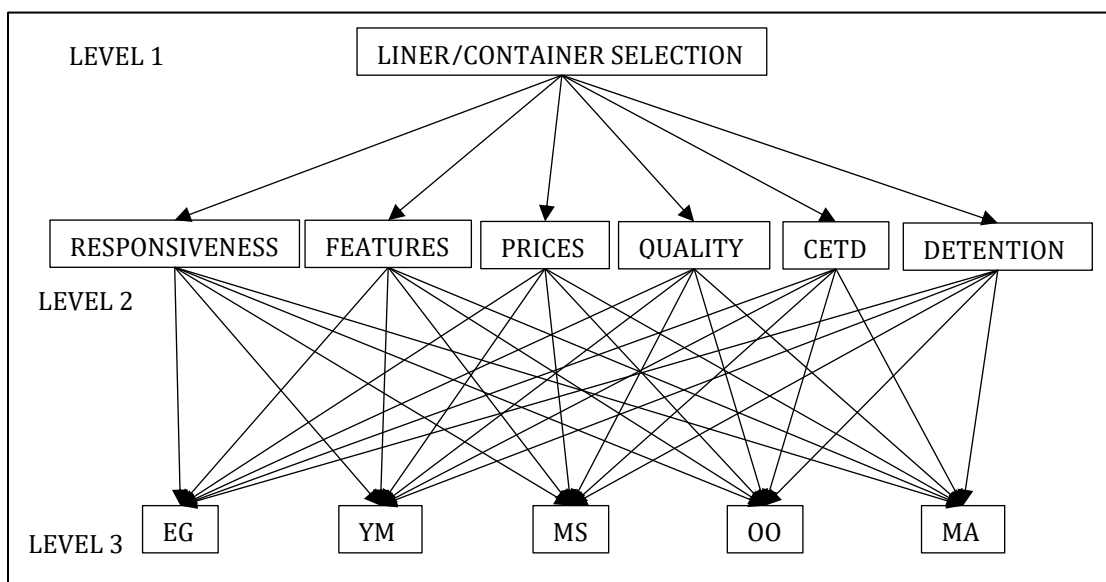 LEVEL 1
LINER/CONTAINER SELECTION
RESPONSIVENESS
FEATURES
PRICES
QUALITY
CETD
DETENTION
LEVEL 2
EG
YM
MS
OO
MA
LEVEL 3